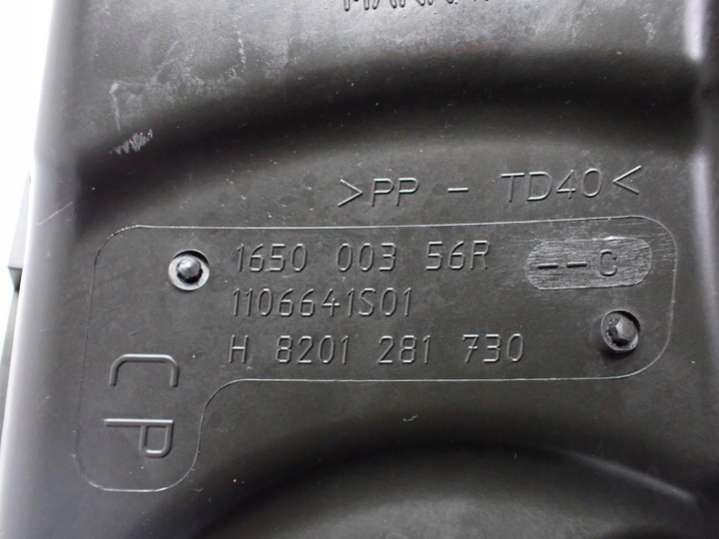 >PP - TD40<
1650 003 56R --C
1106641S01
H 8201 281 730
CP